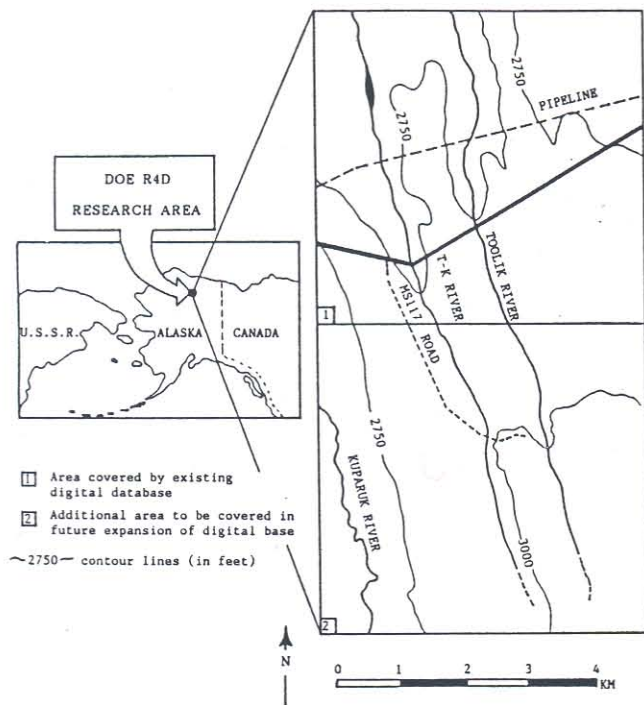 DOE R4D
RESEARCH AREA
U.S.S.R.
ALASKA
CANADA
1 Area covered by existing
digital database
2 Additional area to be covered in
future expansion of digital base
~2750— contour lines (in feet)
N
2750
2750
2750
PIPELINE
T-K RIVER
TOOLIK RIVER
MS117 ROAD
1
2750
KUPARUK RIVER
3000
2
0 1 2 3 4
KM